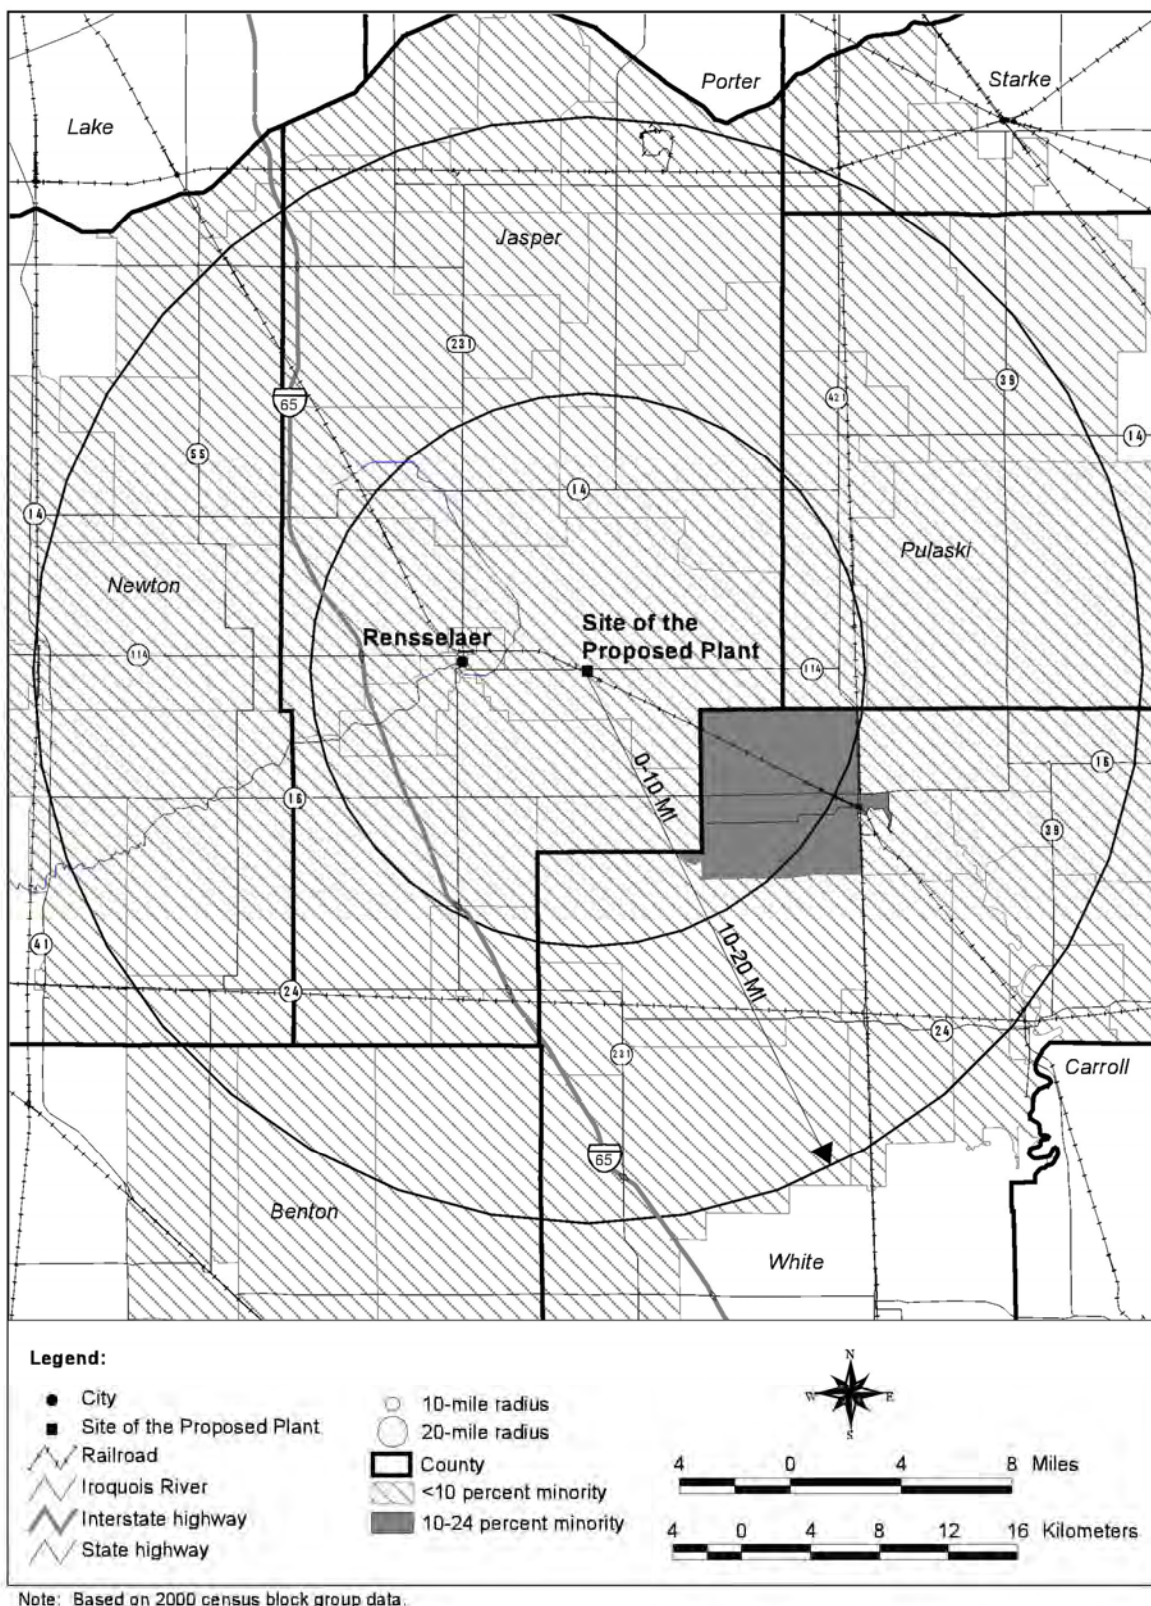 Porter
Starke
Lake
Jasper
231
65
39
421
14
55
14
14
Pulaski
Newton
Site of the
Proposed Plant
Rensselaer
114
114
0-10 MI
16
16
39
10-20 MI
41
24
24
231
Carroll
65
Benton
White
Legend:
City
Site of the Proposed Plant
Railroad
Iroquois River
Interstate highway
State highway
10-mile radius
20-mile radius
County
<10 percent minority
10-24 percent minority
N
W E
S
4 0 4 8 Miles
4 0 4 8 12 16 Kilometers
Note: Based on 2000 census block group data.